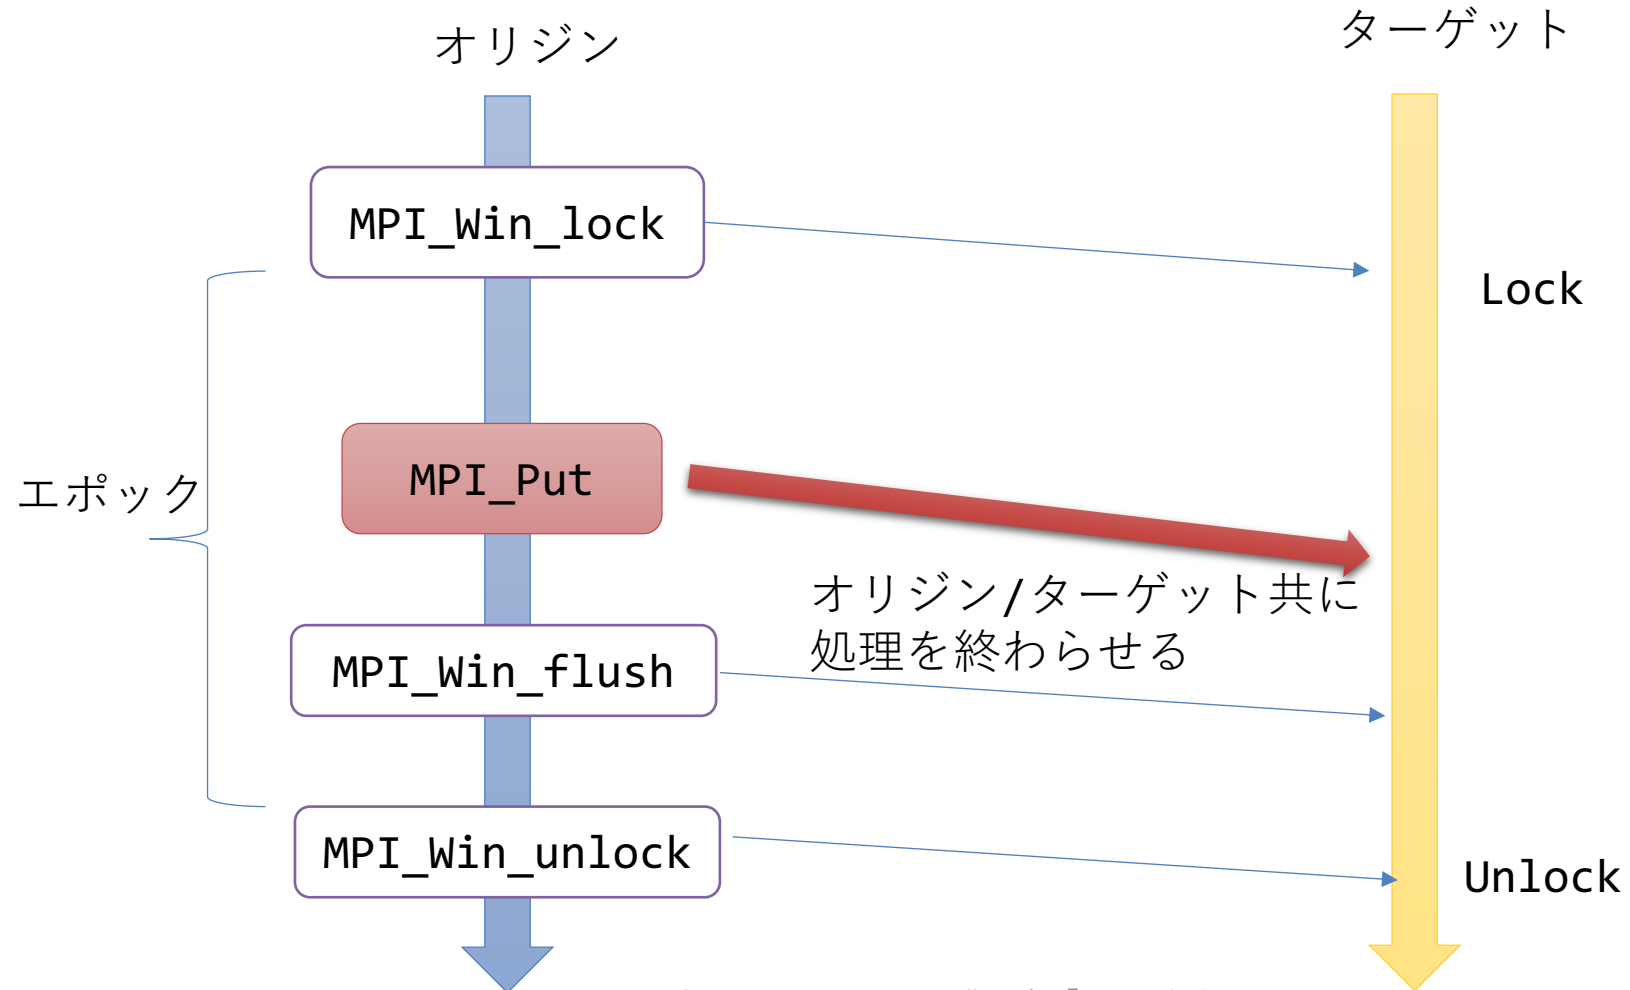 オリジン
ターゲット
MPI_Win_lock
Lock
MPI_Put
エポック
オリジン/ターゲット共に
処理を終わらせる
MPI_Win_flush
MPI_Win_unlock
Unlock